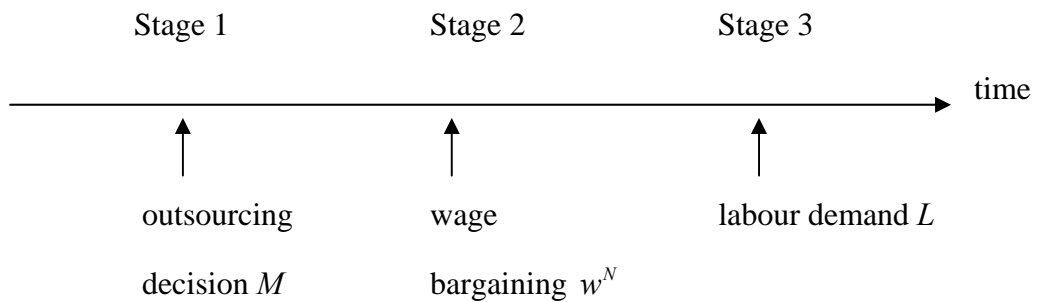 Stage 1 Stage 2 Stage 3
time
outsourcing wage labour demand L
decision M bargaining w^N